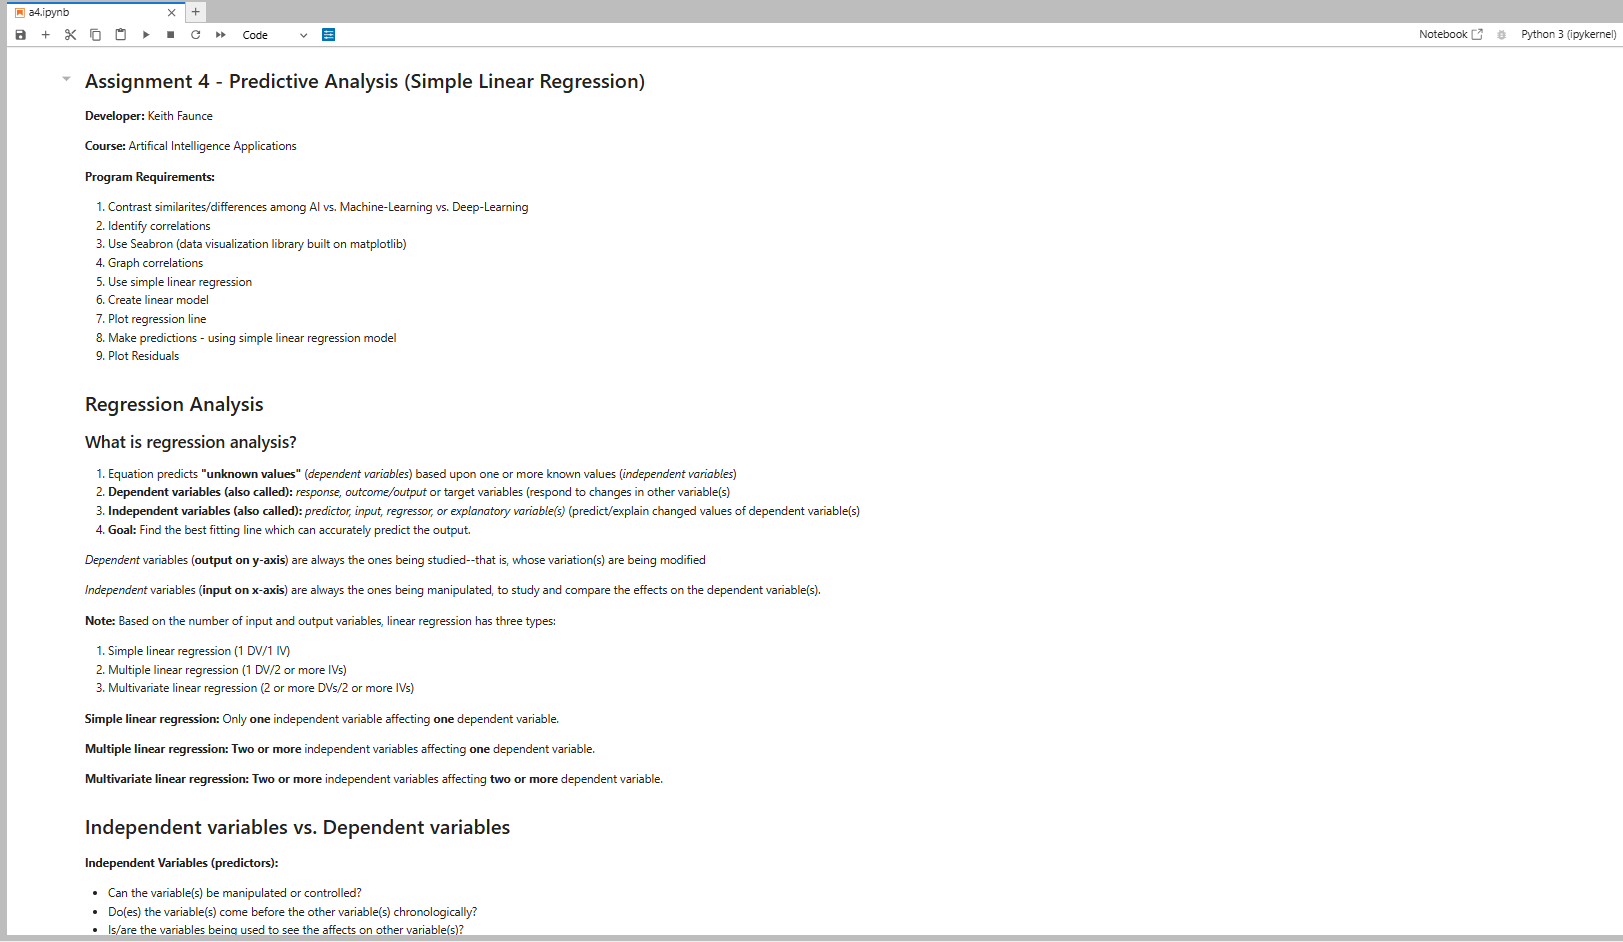 a4.ipynb
Code
Notebook
Python 3 (ipykernel)
Assignment 4 - Predictive Analysis (Simple Linear Regression)
Developer: Keith Faunce
Course: Artifical Intelligence Applications
Program Requirements:
1. Contrast similarites/differences among AI vs. Machine-Learning vs. Deep-Learning
2. Identify correlations
3. Use Seabron (data visualization library built on matplotlib)
4. Graph correlations
5. Use simple linear regression
6. Create linear model
7. Plot regression line
8. Make predictions - using simple linear regression model
9. Plot Residuals
Regression Analysis
What is regression analysis?
1. Equation predicts "unknown values" (dependent variables) based upon one or more known values (independent variables)
2. Dependent variables (also called): response, outcome/output or target variables (respond to changes in other variable(s)
3. Independent variables (also called): predictor, input, regressor, or explanatory variable(s) (predict/explain changed values of dependent variable(s)
4. Goal: Find the best fitting line which can accurately predict the output.
Dependent variables (output on y-axis) are always the ones being studied--that is, whose variation(s) are being modified
Independent variables (input on x-axis) are always the ones being manipulated, to study and compare the effects on the dependent variable(s).
Note: Based on the number of input and output variables, linear regression has three types:
1. Simple linear regression (1 DV/1 IV)
2. Multiple linear regression (1 DV/2 or more IVs)
3. Multivariate linear regression (2 or more DVs/2 or more IVs)
Simple linear regression: Only one independent variable affecting one dependent variable.
Multiple linear regression: Two or more independent variables affecting one dependent variable.
Multivariate linear regression: Two or more independent variables affecting two or more dependent variable.
Independent variables vs. Dependent variables
Independent Variables (predictors):
• Can the variable(s) be manipulated or controlled?
• Do(es) the variable(s) come before the other variable(s) chronologically?
• Is/are the variables being used to see the affects on other variable(s)?